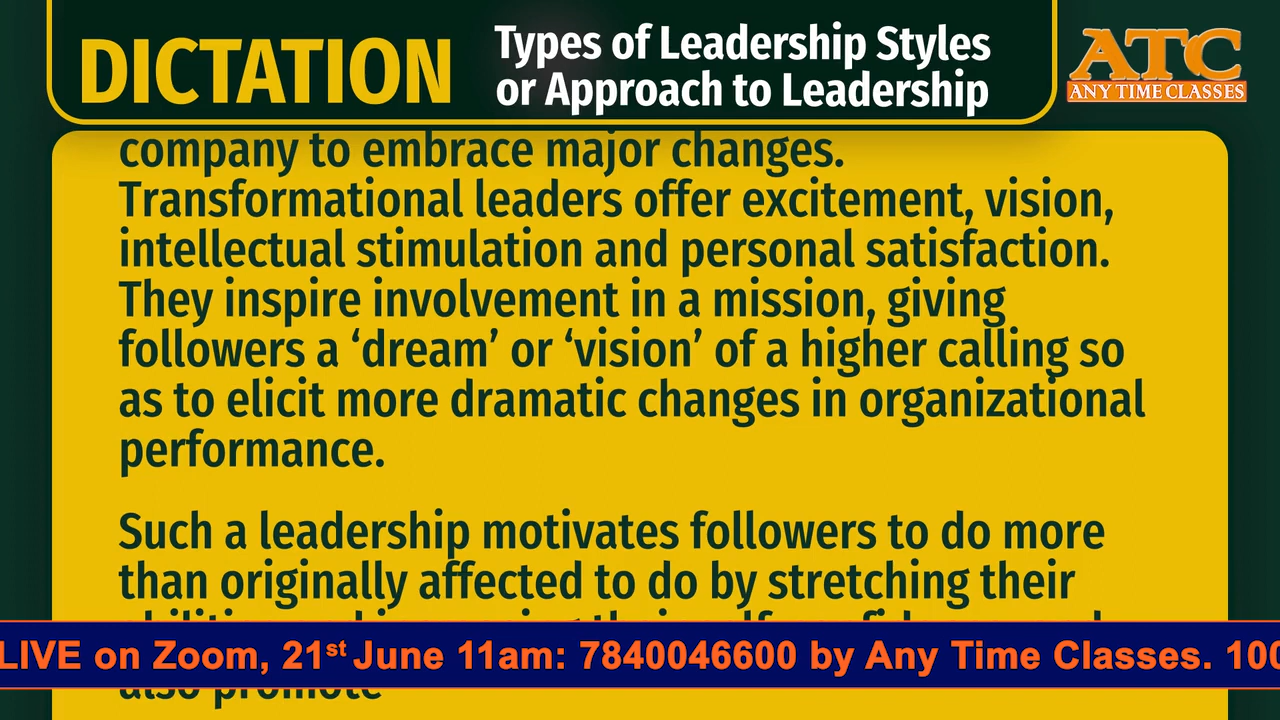 DICTATION
Types of Leadership Styles
or Approach to Leadership
ATC
ANY TIME CLASSES
company to embrace major changes.
Transformational leaders offer excitement, vision,
intellectual stimulation and personal satisfaction.
They inspire involvement in a mission, giving
followers a ‘dream’ or ‘vision’ of a higher calling so
as to elicit more dramatic changes in organizational
performance.
Such a leadership motivates followers to do more
than originally affected to do by stretching their
LIVE on Zoom, 21st June 11am: 7840046600 by Any Time Classes. 100
also promote